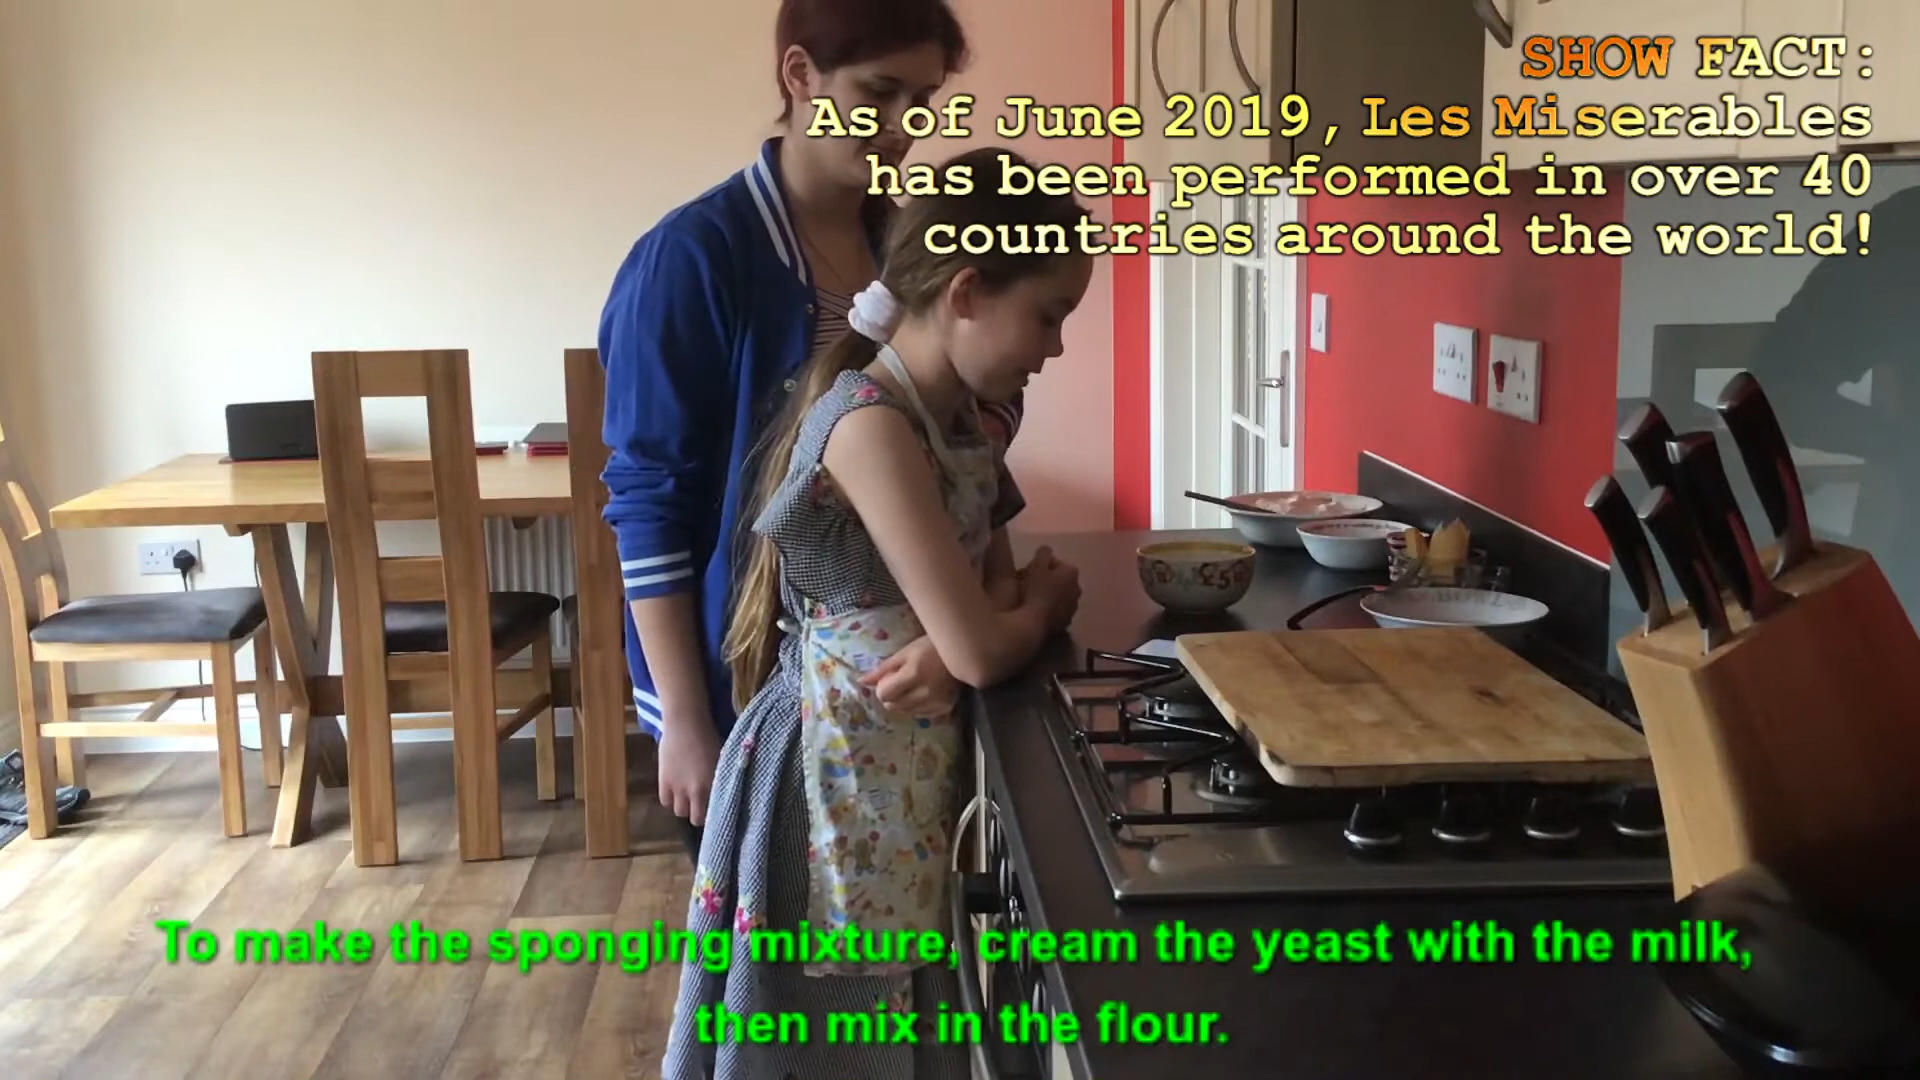 SHOW FACT:
As of June 2019, Les Miserables
has been performed in over 40
countries around the world!
To make the sponging mixture, cream the yeast with the milk,
then mix in the flour.